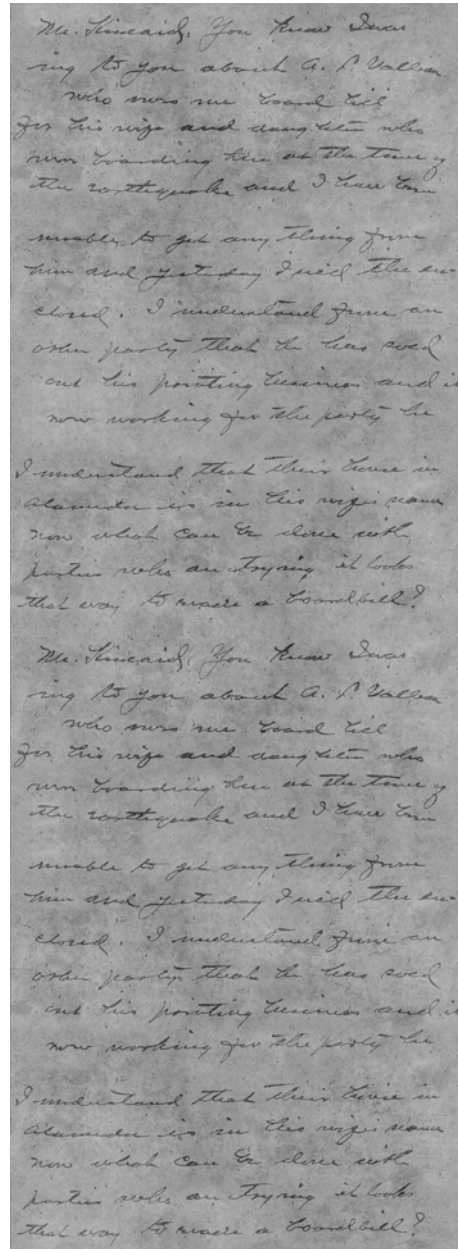 Mr. Kincaid, You know I was
ing to you about A. P. Vallee
who owes me board bill
for his wife and daughter who
were boarding here at the time of
the earthquake and I have been
unable to get any thing from
him and yesterday I rec'd the en-
closed. I understand from an
other party that he has sold
out his printing business and is
now working for the party he
I understand that their house in
Alameda is in his wife's name
now what can be done with
parties who are trying, it looks
that way to evade a boardbill?
Mr. Kincaid, You know I was
ing to you about A. P. Vallee
who owes me board bill
for his wife and daughter who
were boarding here at the time of
the earthquake and I have been
unable to get any thing from
him and yesterday I rec'd the en-
closed. I understand from an
other party that he has sold
out his printing business and is
now working for the party he
I understand that their house in
Alameda is in his wife's name
now what can be done with
parties who are trying, it looks
that way to evade a boardbill?